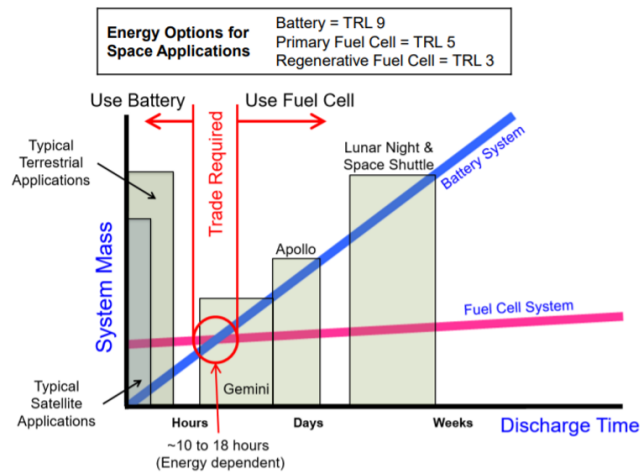 Energy Options for
Space Applications
Battery = TRL 9
Primary Fuel Cell = TRL 5
Regenerative Fuel Cell = TRL 3
Use Battery
Use Fuel Cell
Typical
Terrestrial
Applications
Trade Required
Lunar Night &
Space Shuttle
Battery System
Apollo
System Mass
Fuel Cell System
Gemini
Typical
Satellite
Applications
Hours
Days
Weeks
Discharge Time
~10 to 18 hours
(Energy dependent)